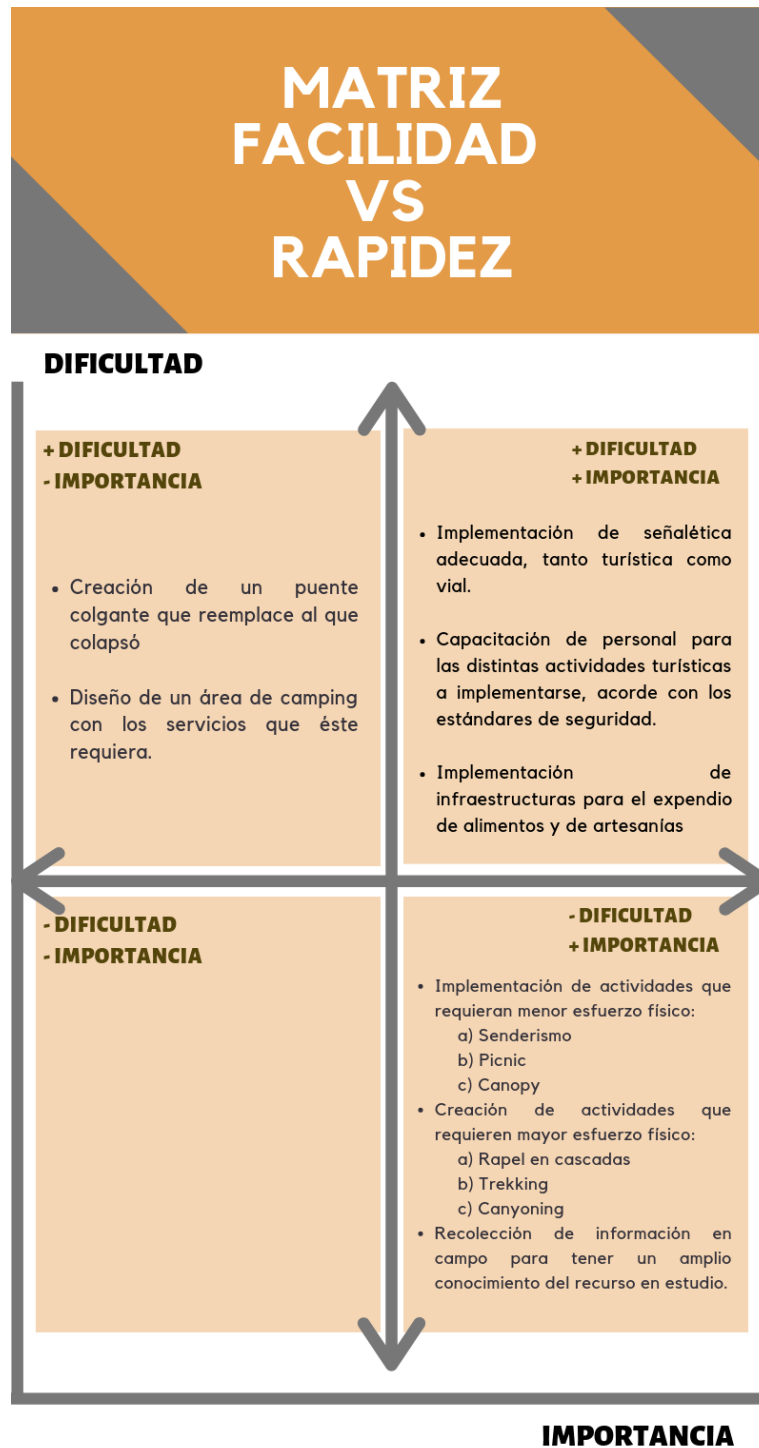 MATRIZ
FACILIDAD
VS
RAPIDEZ
DIFICULTAD
+ DIFICULTAD
- IMPORTANCIA
• Creación de un puente
colgante que reemplace al que
colapsó
• Diseño de un área de camping
con los servicios que éste
requiera.
+ DIFICULTAD
+ IMPORTANCIA
• Implementación de señalética
adecuada, tanto turística como
vial.
• Capacitación de personal para
las distintas actividades turísticas
a implementarse, acorde con los
estándares de seguridad.
• Implementación de
infraestructuras para el expendio
de alimentos y de artesanías
- DIFICULTAD
- IMPORTANCIA
- DIFICULTAD
+ IMPORTANCIA
• Implementación de actividades que
requieran menor esfuerzo físico:
a) Senderismo
b) Picnic
c) Canopy
• Creación de actividades que
requieren mayor esfuerzo físico:
a) Rapel en cascadas
b) Trekking
c) Canyoning
• Recolección de información en
campo para tener un amplio
conocimiento del recurso en estudio.
IMPORTANCIA